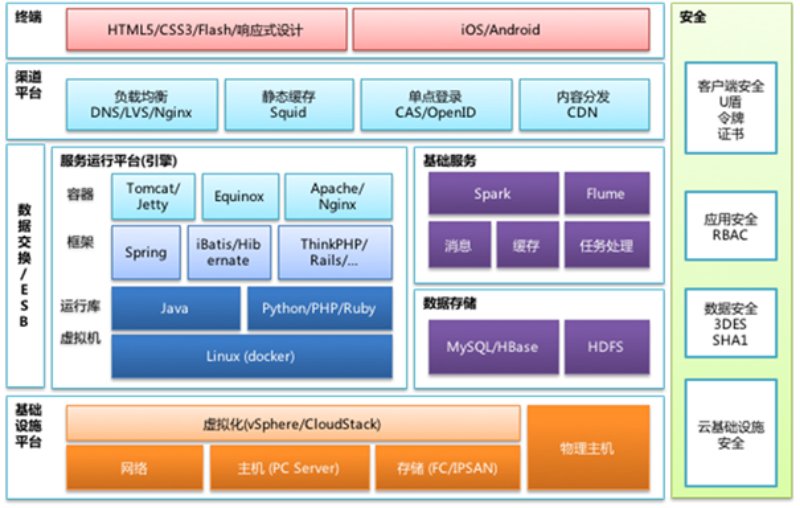 终端
HTML5/CSS3/Flash/响应式设计
iOS/Android
渠道
平台
负载均衡
DNS/LVS/Nginx
静态缓存
Squid
单点登录
CAS/OpenID
内容分发
CDN
数据交换/ESB
服务运行平台(引擎)
容器
Tomcat/
Jetty
Equinox
Apache/
Nginx
框架
Spring
iBatis/Hib
ernate
ThinkPHP/
Rails/...
运行库
Java
Python/PHP/Ruby
虚拟机
Linux (docker)
基础服务
Spark
Flume
消息
缓存
任务处理
数据存储
MySQL/HBase
HDFS
基础
设施
平台
虚拟化(vSphere/CloudStack)
网络
主机 (PC Server)
存储 (FC/IPSAN)
物理主机
安全
客户端安全
U盾
令牌
证书
应用安全
RBAC
数据安全
3DES
SHA1
云基础设施
安全